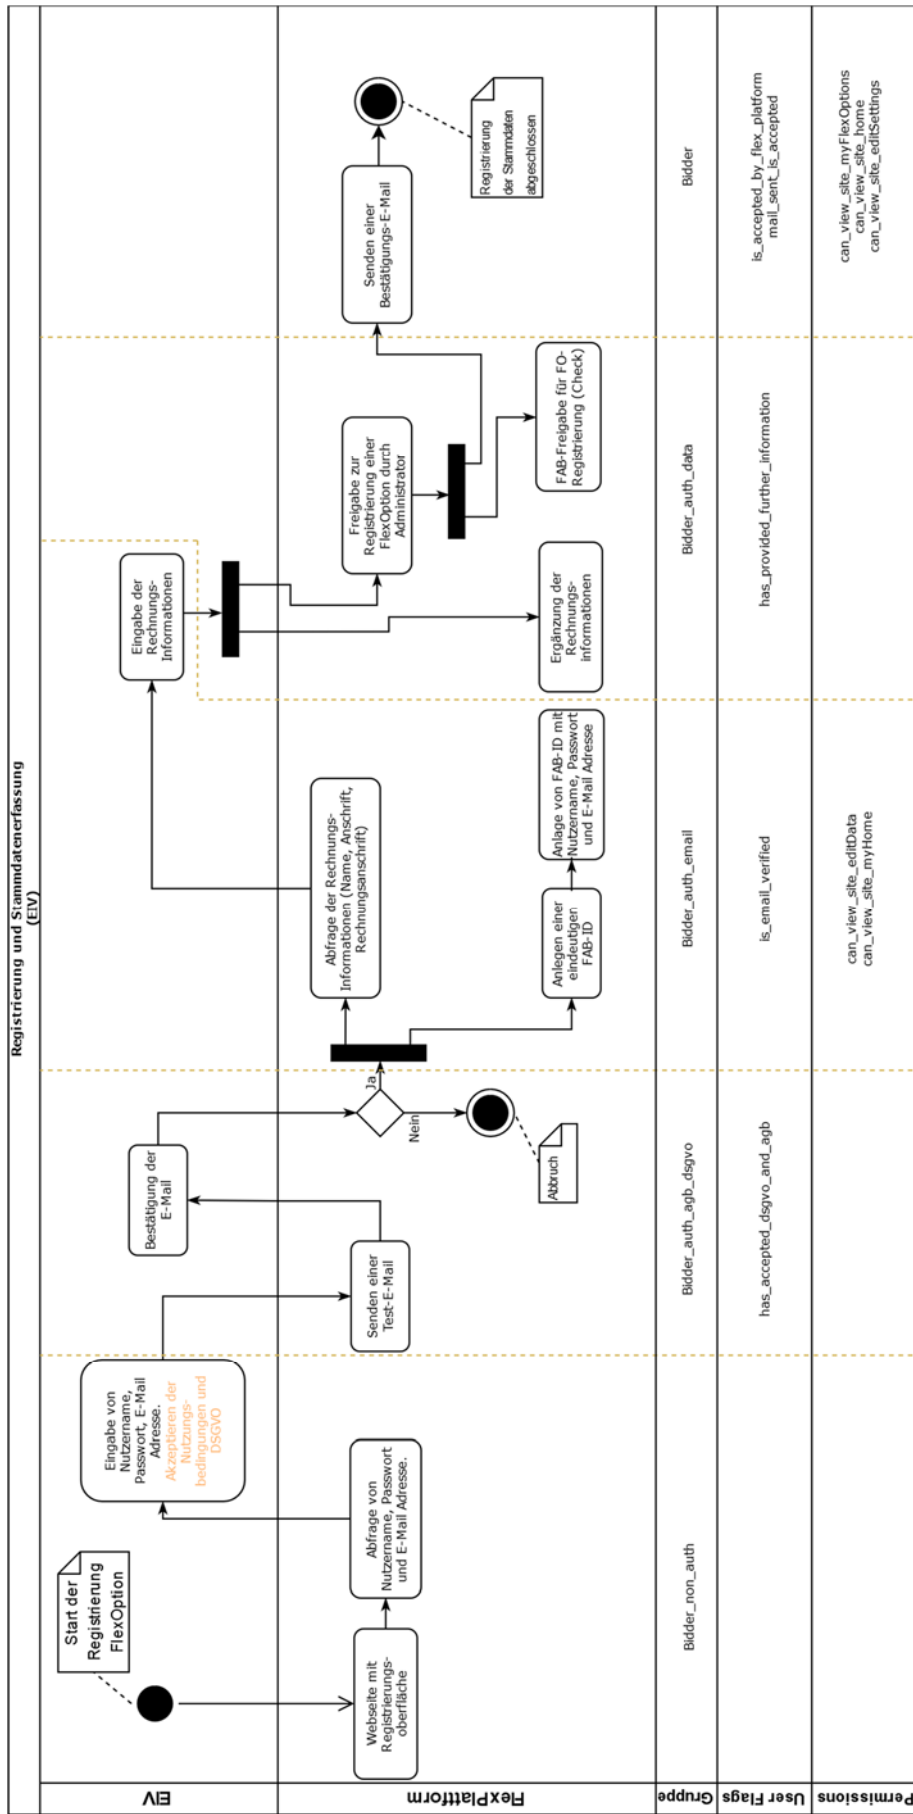 Registrierung und Stammdatenerfassung
(EIV)
EIV
Start der
Registrierung
FlexOption
Eingabe von
Nutzername,
Passwort, E-Mail
Adresse.
Akzeptieren der
Nutzungs-
bedingungen und
DSGVO
Bestätigung der
E-Mail
Eingabe der
Rechnungs-
Informationen
FlexPlattform
Webseite mit
Registrierungs-
oberfläche
Abfrage von
Nutzername, Passwort
und E-Mail Adresse.
Senden einer
Test-E-Mail
Ja
Nein
Abbruch
Abfrage der Rechnungs-
Informationen (Name, Anschrift,
Rechnungsanschrift)
Anlegen einer
eindeutigen
FAB-ID
Anlage von FAB-ID mit
Nutzername, Passwort
und E-Mail Adresse
Ergänzung der
Rechnungs-
informationen
Freigabe zur
Registrierung einer
FlexOption durch
Administrator
FAB-Freigabe für FO-
Registrierung (Check)
Senden einer
Bestätigungs-E-Mail
Registrierung
der Stammdaten
abgeschlossen
Gruppe
Bidder_non_auth
Bidder_auth_agb_dsgvo
Bidder_auth_email
Bidder_auth_data
Bidder
User Flags
has_accepted_dsgvo_and_agb
is_email_verified
has_provided_further_information
is_accepted_by_flex_platform
mail_sent_is_accepted
Permissions
can_view_site_editData
can_view_site_myHome
can_view_site_myFlexOptions
can_view_site_home
can_view_site_editSettings